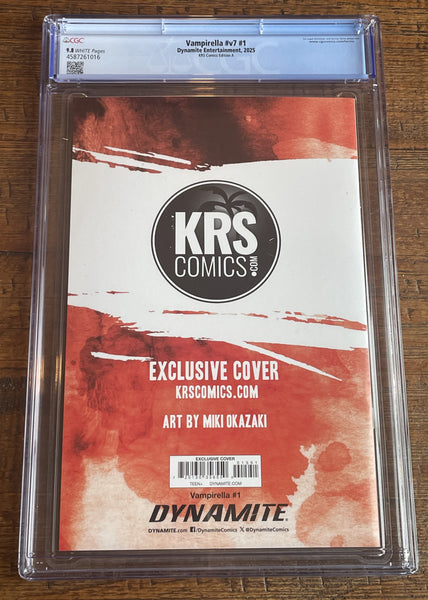 CGC
Vampirella #v7 #1
9.8 WHITE Pages
Dynamite Entertainment, 2025
4587261016
KRS Comics Edition A
KRS
COMICS
.COM
EXCLUSIVE COVER
KRSCOMICS.COM
ART BY MIKI OKAZAKI
EXCLUSIVE COVER
TEEN+ DYNAMITE.COM
Vampirella #1
DYNAMITE
DYNAMITE.COM /DynamiteComics @DynamiteComics